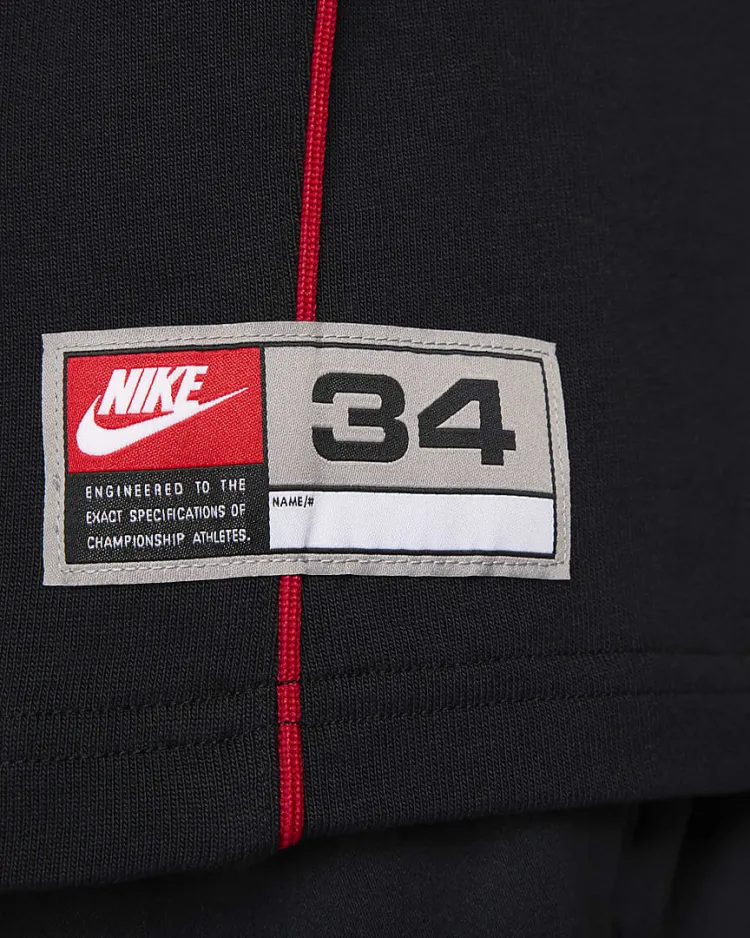 NIKE
34
ENGINEERED TO THE
EXACT SPECIFICATIONS OF
CHAMPIONSHIP ATHLETES.
NAME/#